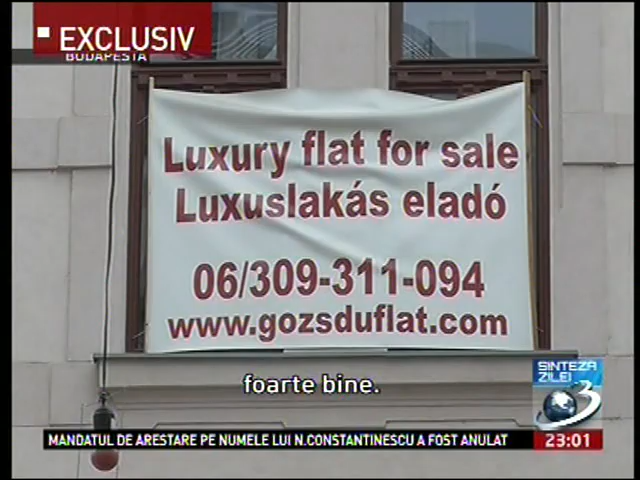 EXCLUSIV
BUDAPESTA
Luxury flat for sale
Luxuslakás eladó
06/309-311-094
www.gozsduflat.com
foarte bine.
SINTEZA
ZILEI
3
MANDATUL DE ARESTARE PE NUMELE LUI N.CONSTANTINESCU A FOST ANULAT
23:01